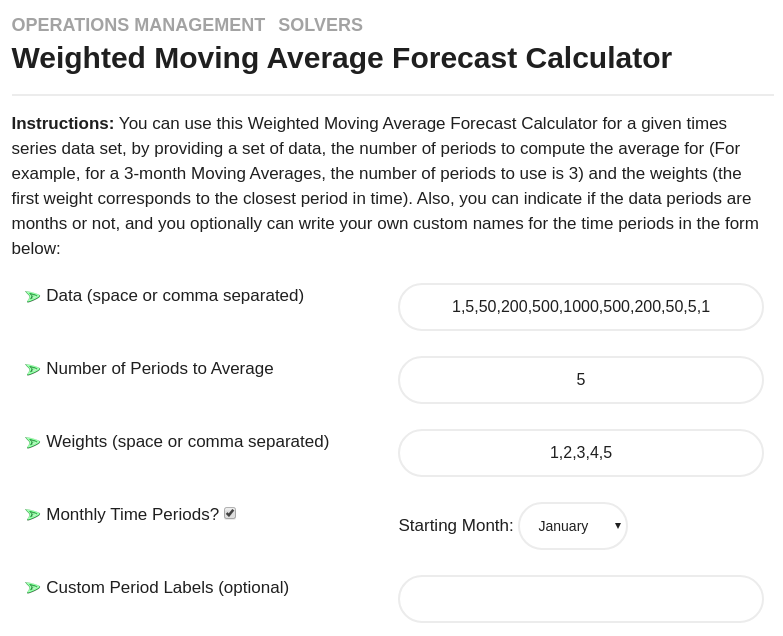 OPERATIONS MANAGEMENT SOLVERS
Weighted Moving Average Forecast Calculator
Instructions: You can use this Weighted Moving Average Forecast Calculator for a given times
series data set, by providing a set of data, the number of periods to compute the average for (For
example, for a 3-month Moving Averages, the number of periods to use is 3) and the weights (the
first weight corresponds to the closest period in time). Also, you can indicate if the data periods are
months or not, and you optionally can write your own custom names for the time periods in the form
below:
Data (space or comma separated) 1,5,50,200,500,1000,500,200,50,5,1
Number of Periods to Average 5
Weights (space or comma separated) 1,2,3,4,5
Monthly Time Periods? Starting Month: January
Custom Period Labels (optional)